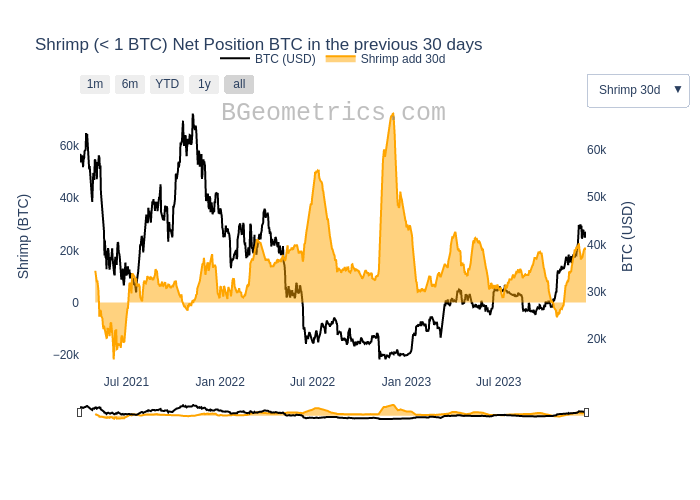 Shrimp (< 1 BTC) Net Position BTC in the previous 30 days
BTC (USD) Shrimp add 30d
1m 6m YTD 1y all
Shrimp 30d ▼
BGeometrics.com
60k
40k
20k
0
−20k
Shrimp (BTC)
60k
50k
40k
30k
20k
BTC (USD)
Jul 2021 Jan 2022 Jul 2022 Jan 2023 Jul 2023